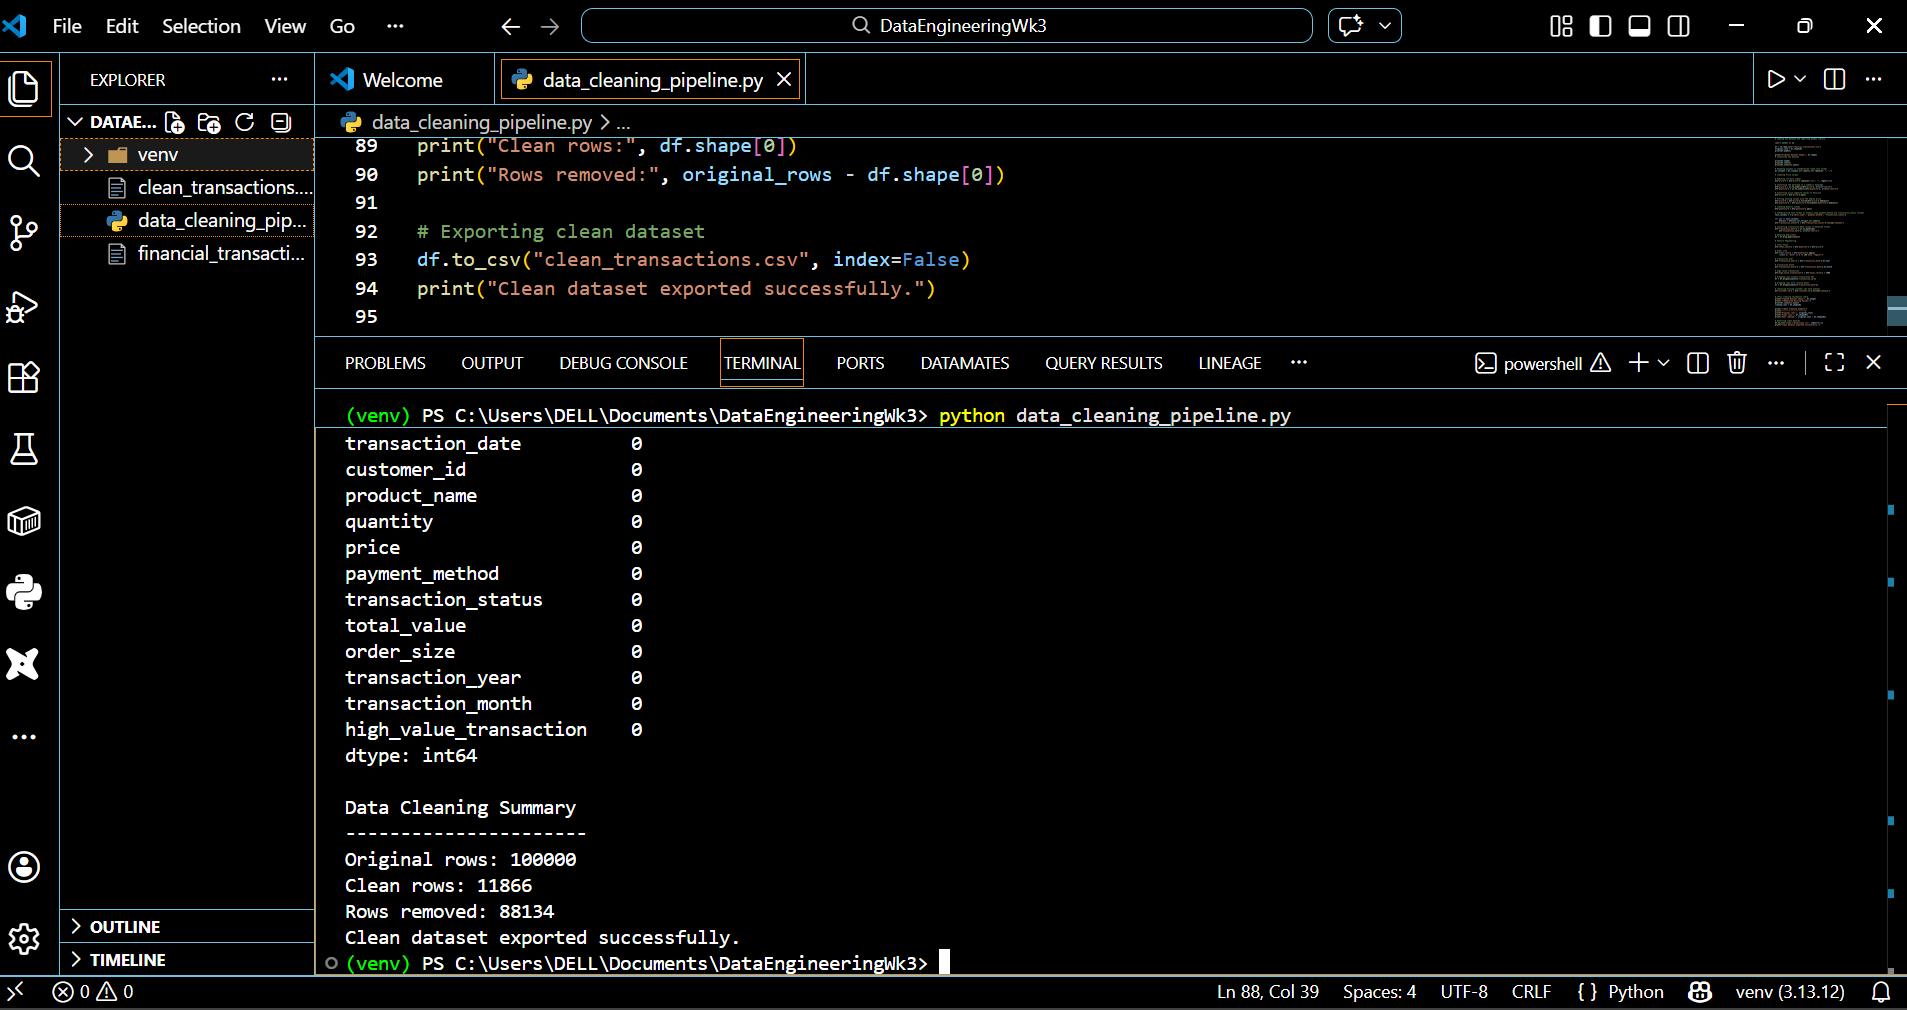 File Edit Selection View Go ...
DataEngineeringWk3
EXPLORER ...
Welcome data_cleaning_pipeline.py
DATAE...
data_cleaning_pipeline.py > ...
venv
clean_transactions....
data_cleaning_pip...
financial_transacti...
89 print("Clean rows:", df.shape[0])
90 print("Rows removed:", original_rows - df.shape[0])
91
92 # Exporting clean dataset
93 df.to_csv("clean_transactions.csv", index=False)
94 print("Clean dataset exported successfully.")
95
PROBLEMS OUTPUT DEBUG CONSOLE TERMINAL PORTS DATAMATES QUERY RESULTS LINEAGE ... powershell
(venv) PS C:\Users\DELL\Documents\DataEngineeringWk3> python data_cleaning_pipeline.py
transaction_date 0
customer_id 0
product_name 0
quantity 0
price 0
payment_method 0
transaction_status 0
total_value 0
order_size 0
transaction_year 0
transaction_month 0
high_value_transaction 0
dtype: int64
Data Cleaning Summary
----------------------
Original rows: 100000
Clean rows: 11866
Rows removed: 88134
Clean dataset exported successfully.
(venv) PS C:\Users\DELL\Documents\DataEngineeringWk3>
OUTLINE
TIMELINE
0 0 Ln 88, Col 39 Spaces: 4 UTF-8 CRLF { } Python venv (3.13.12)